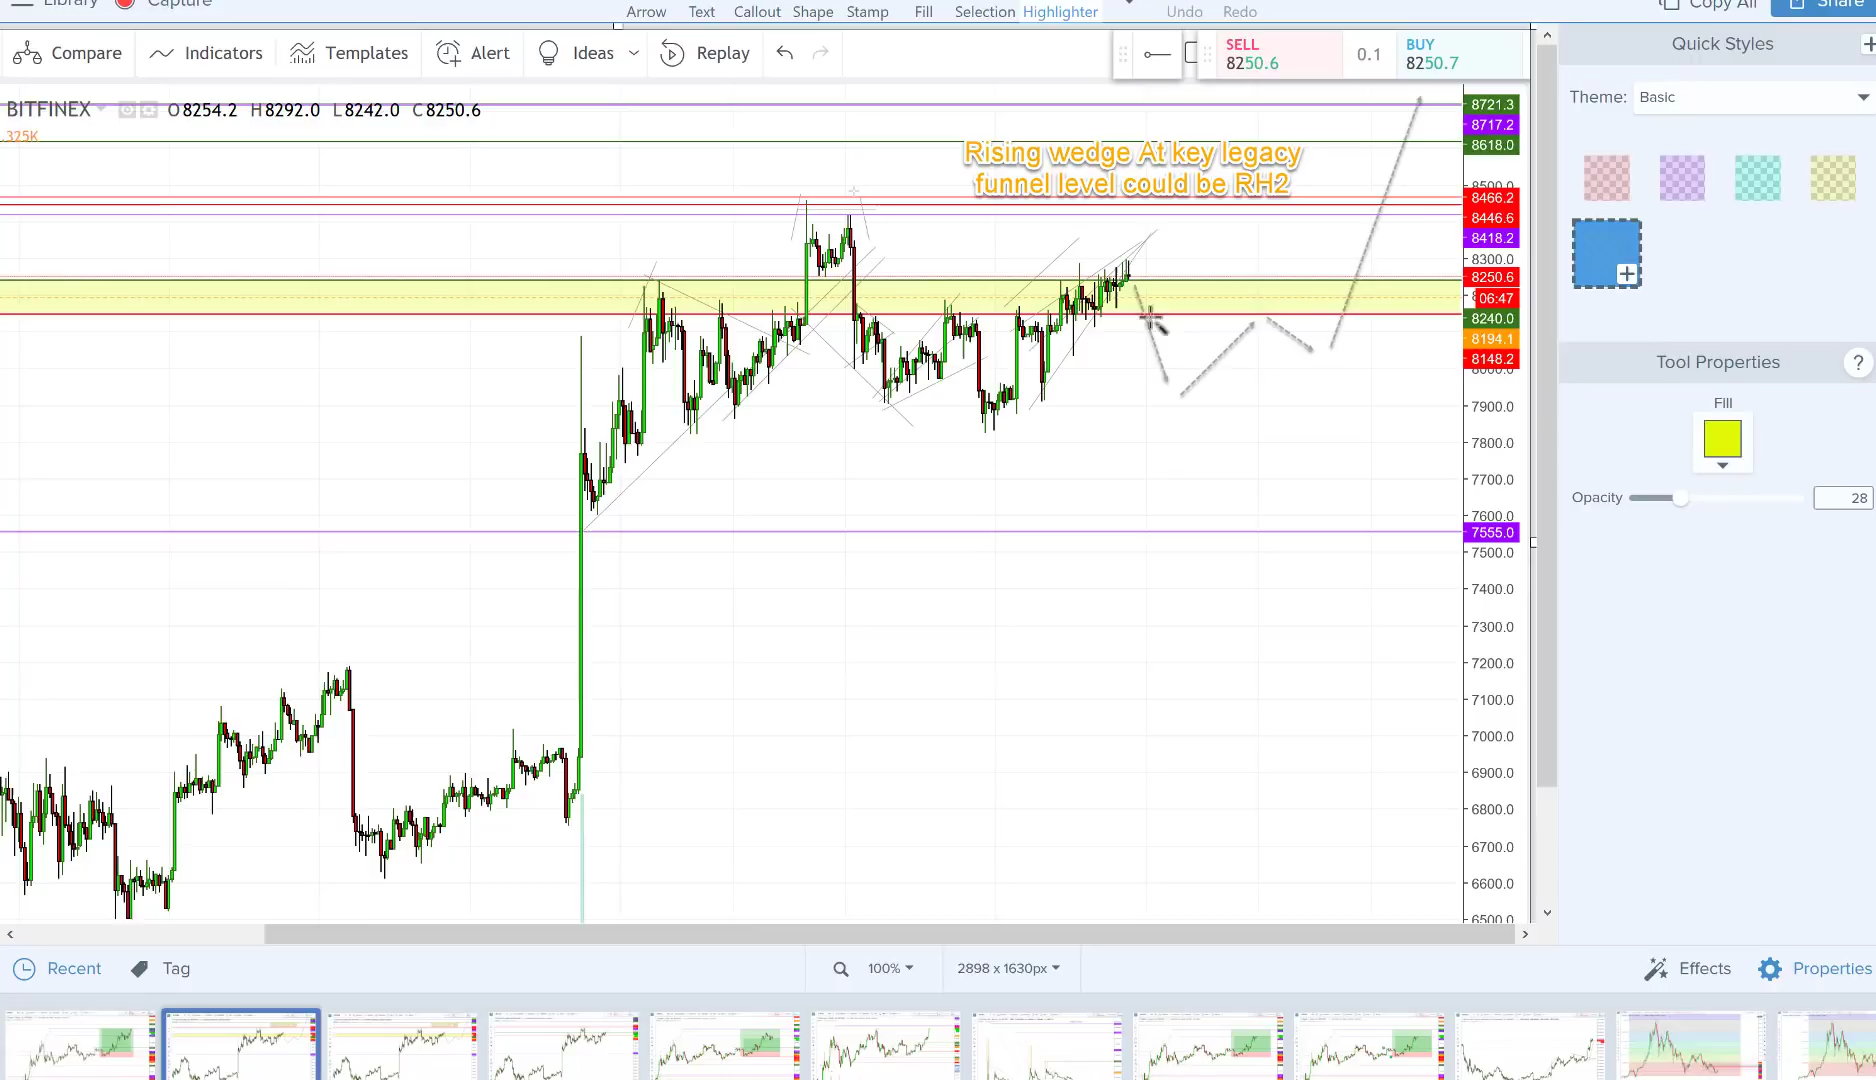 Library
Capture
Arrow Text Callout Shape Stamp Fill Selection Highlighter Undo Redo
Copy All
Share
Compare Indicators Templates Alert Ideas Replay
SELL
8250.6
0.1
BUY
8250.7
Quick Styles
Theme: Basic
BITFINEX O8254.2 H8292.0 L8242.0 C8250.6
325K
Rising wedge At key legacy
funnel level could be RH2
8721.3
8717.2
8618.0
8500.0
8466.2
8446.6
8418.2
8300.0
8250.6
06:47
8240.0
8194.1
8148.2
8000.0
7900.0
7800.0
7700.0
7600.0
7555.0
7500.0
7400.0
7300.0
7200.0
7100.0
7000.0
6900.0
6800.0
6700.0
6600.0
6500.0
Tool Properties
?
Fill
Opacity 28
Recent Tag
100% 2898 x 1630px
Effects Properties